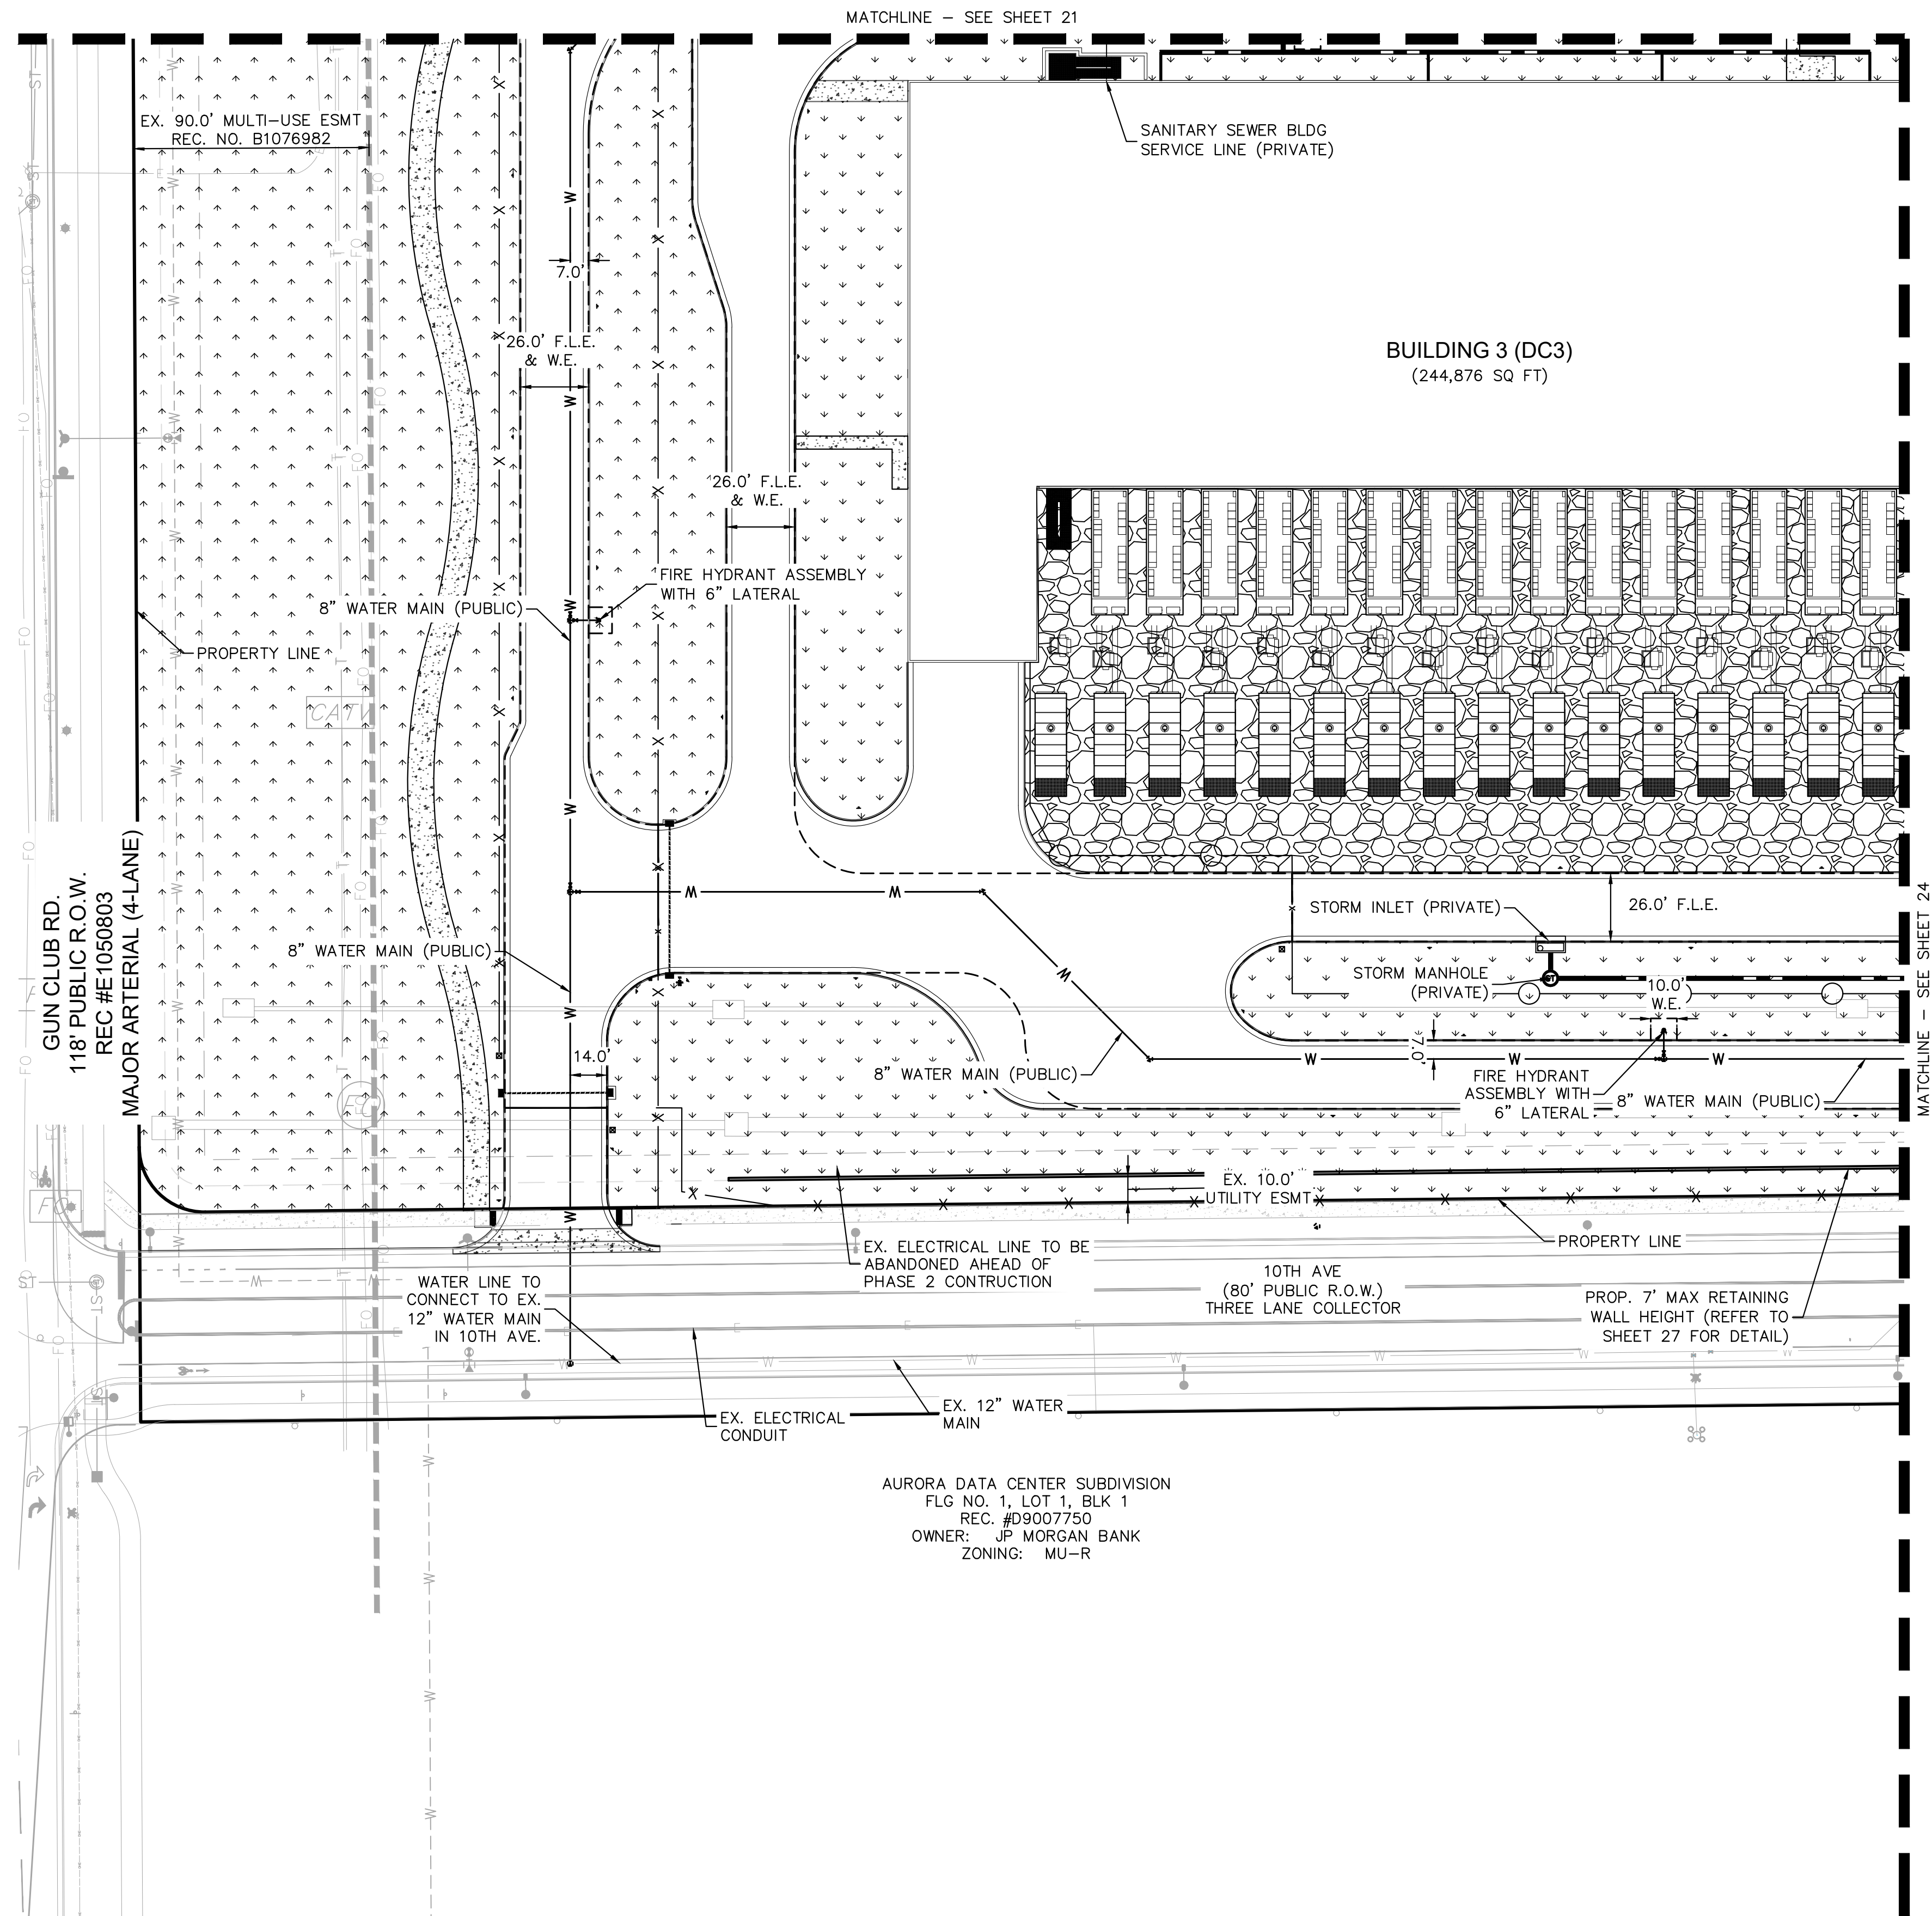 MATCHLINE – SEE SHEET 21
EX. 90.0' MULTI-USE ESMT
REC. NO. B1076982
SANITARY SEWER BLDG
SERVICE LINE (PRIVATE)
7.0'
26.0' F.L.E.
& W.E.
BUILDING 3 (DC3)
(244,876 SQ FT)
26.0' F.L.E.
& W.E.
FIRE HYDRANT ASSEMBLY
WITH 6" LATERAL
8" WATER MAIN (PUBLIC)
PROPERTY LINE
CATV
GUN CLUB RD.
118' PUBLIC R.O.W.
REC #E1050803
MAJOR ARTERIAL (4-LANE)
8" WATER MAIN (PUBLIC)
STORM INLET (PRIVATE)
26.0' F.L.E.
STORM MANHOLE
(PRIVATE)
ST
10.0'
W.E.
MATCHLINE – SEE SHEET 24
14.0'
8" WATER MAIN (PUBLIC)
7.0'
FIRE HYDRANT
ASSEMBLY WITH
6" LATERAL
8" WATER MAIN (PUBLIC)
EX. 10.0'
UTILITY ESMT
FO
EX. ELECTRICAL LINE TO BE
ABANDONED AHEAD OF
PHASE 2 CONTRUCTION
PROPERTY LINE
WATER LINE TO
CONNECT TO EX.
12" WATER MAIN
IN 10TH AVE.
10TH AVE
(80' PUBLIC R.O.W.)
THREE LANE COLLECTOR
PROP. 7' MAX RETAINING
WALL HEIGHT (REFER TO
SHEET 27 FOR DETAIL)
EX. ELECTRICAL
CONDUIT
EX. 12" WATER
MAIN
AURORA DATA CENTER SUBDIVISION
FLG NO. 1, LOT 1, BLK 1
REC. #D9007750
OWNER: JP MORGAN BANK
ZONING: MU-R